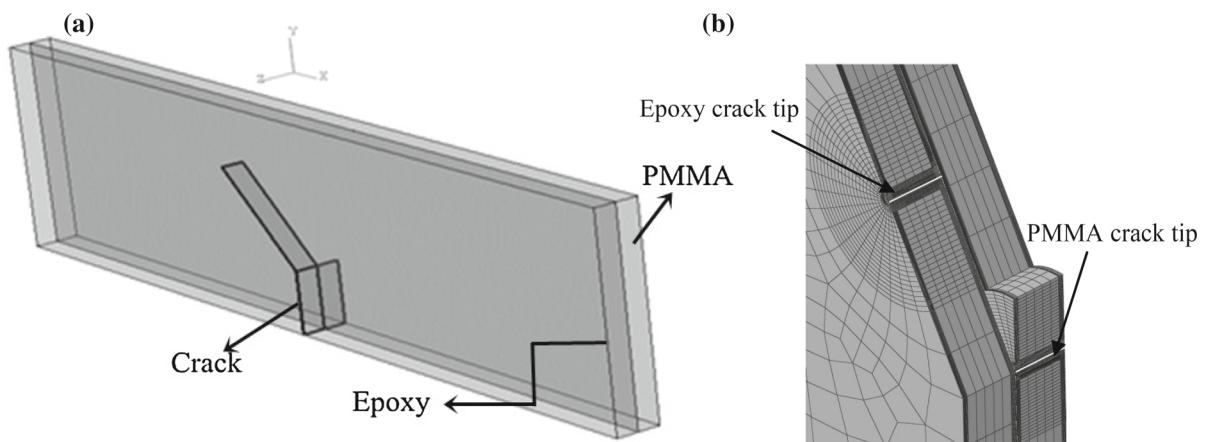 (a)
Y
Z
X
PMMA
Crack
Epoxy
(b)
Epoxy crack tip
PMMA crack tip